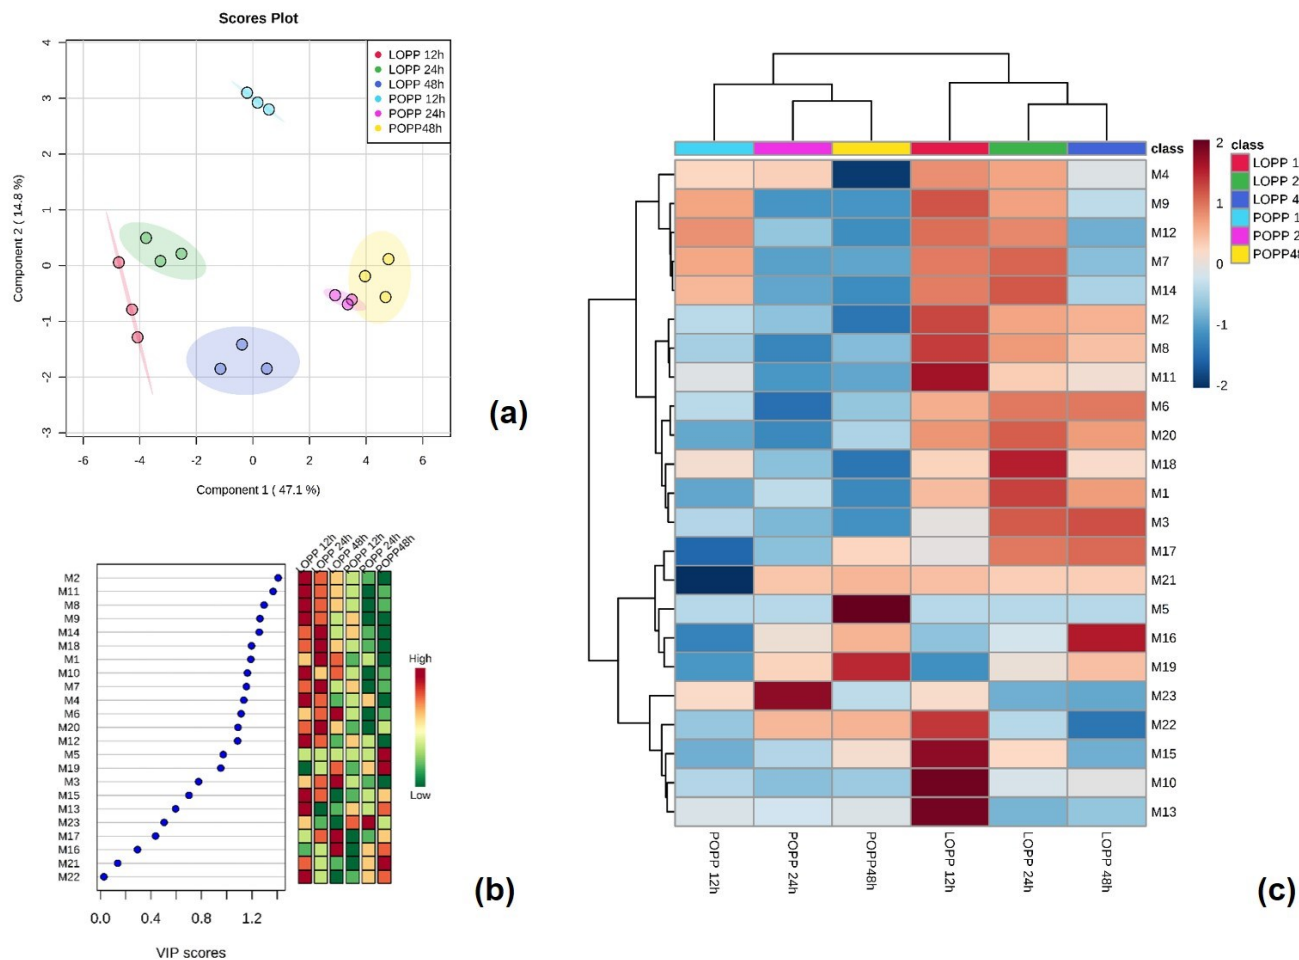 Scores Plot
4
3
2
1
0
-1
-2
-3
Component 2 ( 14.8 %)
-6
-4
-2
0
2
4
6
Component 1 ( 47.1 %)
LOPP 12h
LOPP 24h
LOPP 48h
POPP 12h
POPP 24h
POPP48h
(a)
LOPP 12h
LOPP 24h
LOPP 48h
POPP 12h
POPP 24h
POPP48h
M2
M11
M8
M9
M14
M18
M1
M10
M7
M4
M6
M20
M12
M5
M19
M3
M15
M13
M23
M17
M16
M21
M22
High
Low
0.0
0.4
0.8
1.2
VIP scores
(b)
class
M4
M9
M12
M7
M14
M2
M8
M11
M6
M20
M18
M1
M3
M17
M21
M5
M16
M19
M23
M22
M15
M10
M13
POPP 12h
POPP 24h
POPP48h
LOPP 12h
LOPP 24h
LOPP 48h
2
1
0
-1
-2
class
LOPP 1
LOPP 2
LOPP 4
POPP 1
POPP 2
POPP48
(c)